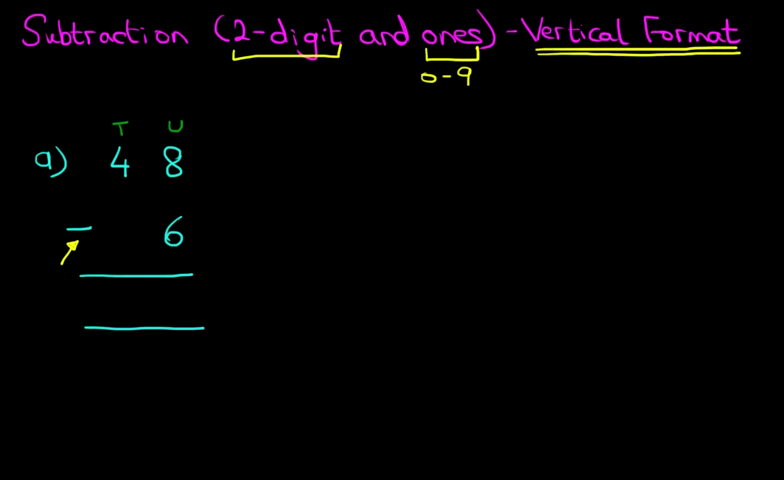 Subtraction (2-digit and ones) - Vertical Format
0-9
T U
a) 4 8
- 6